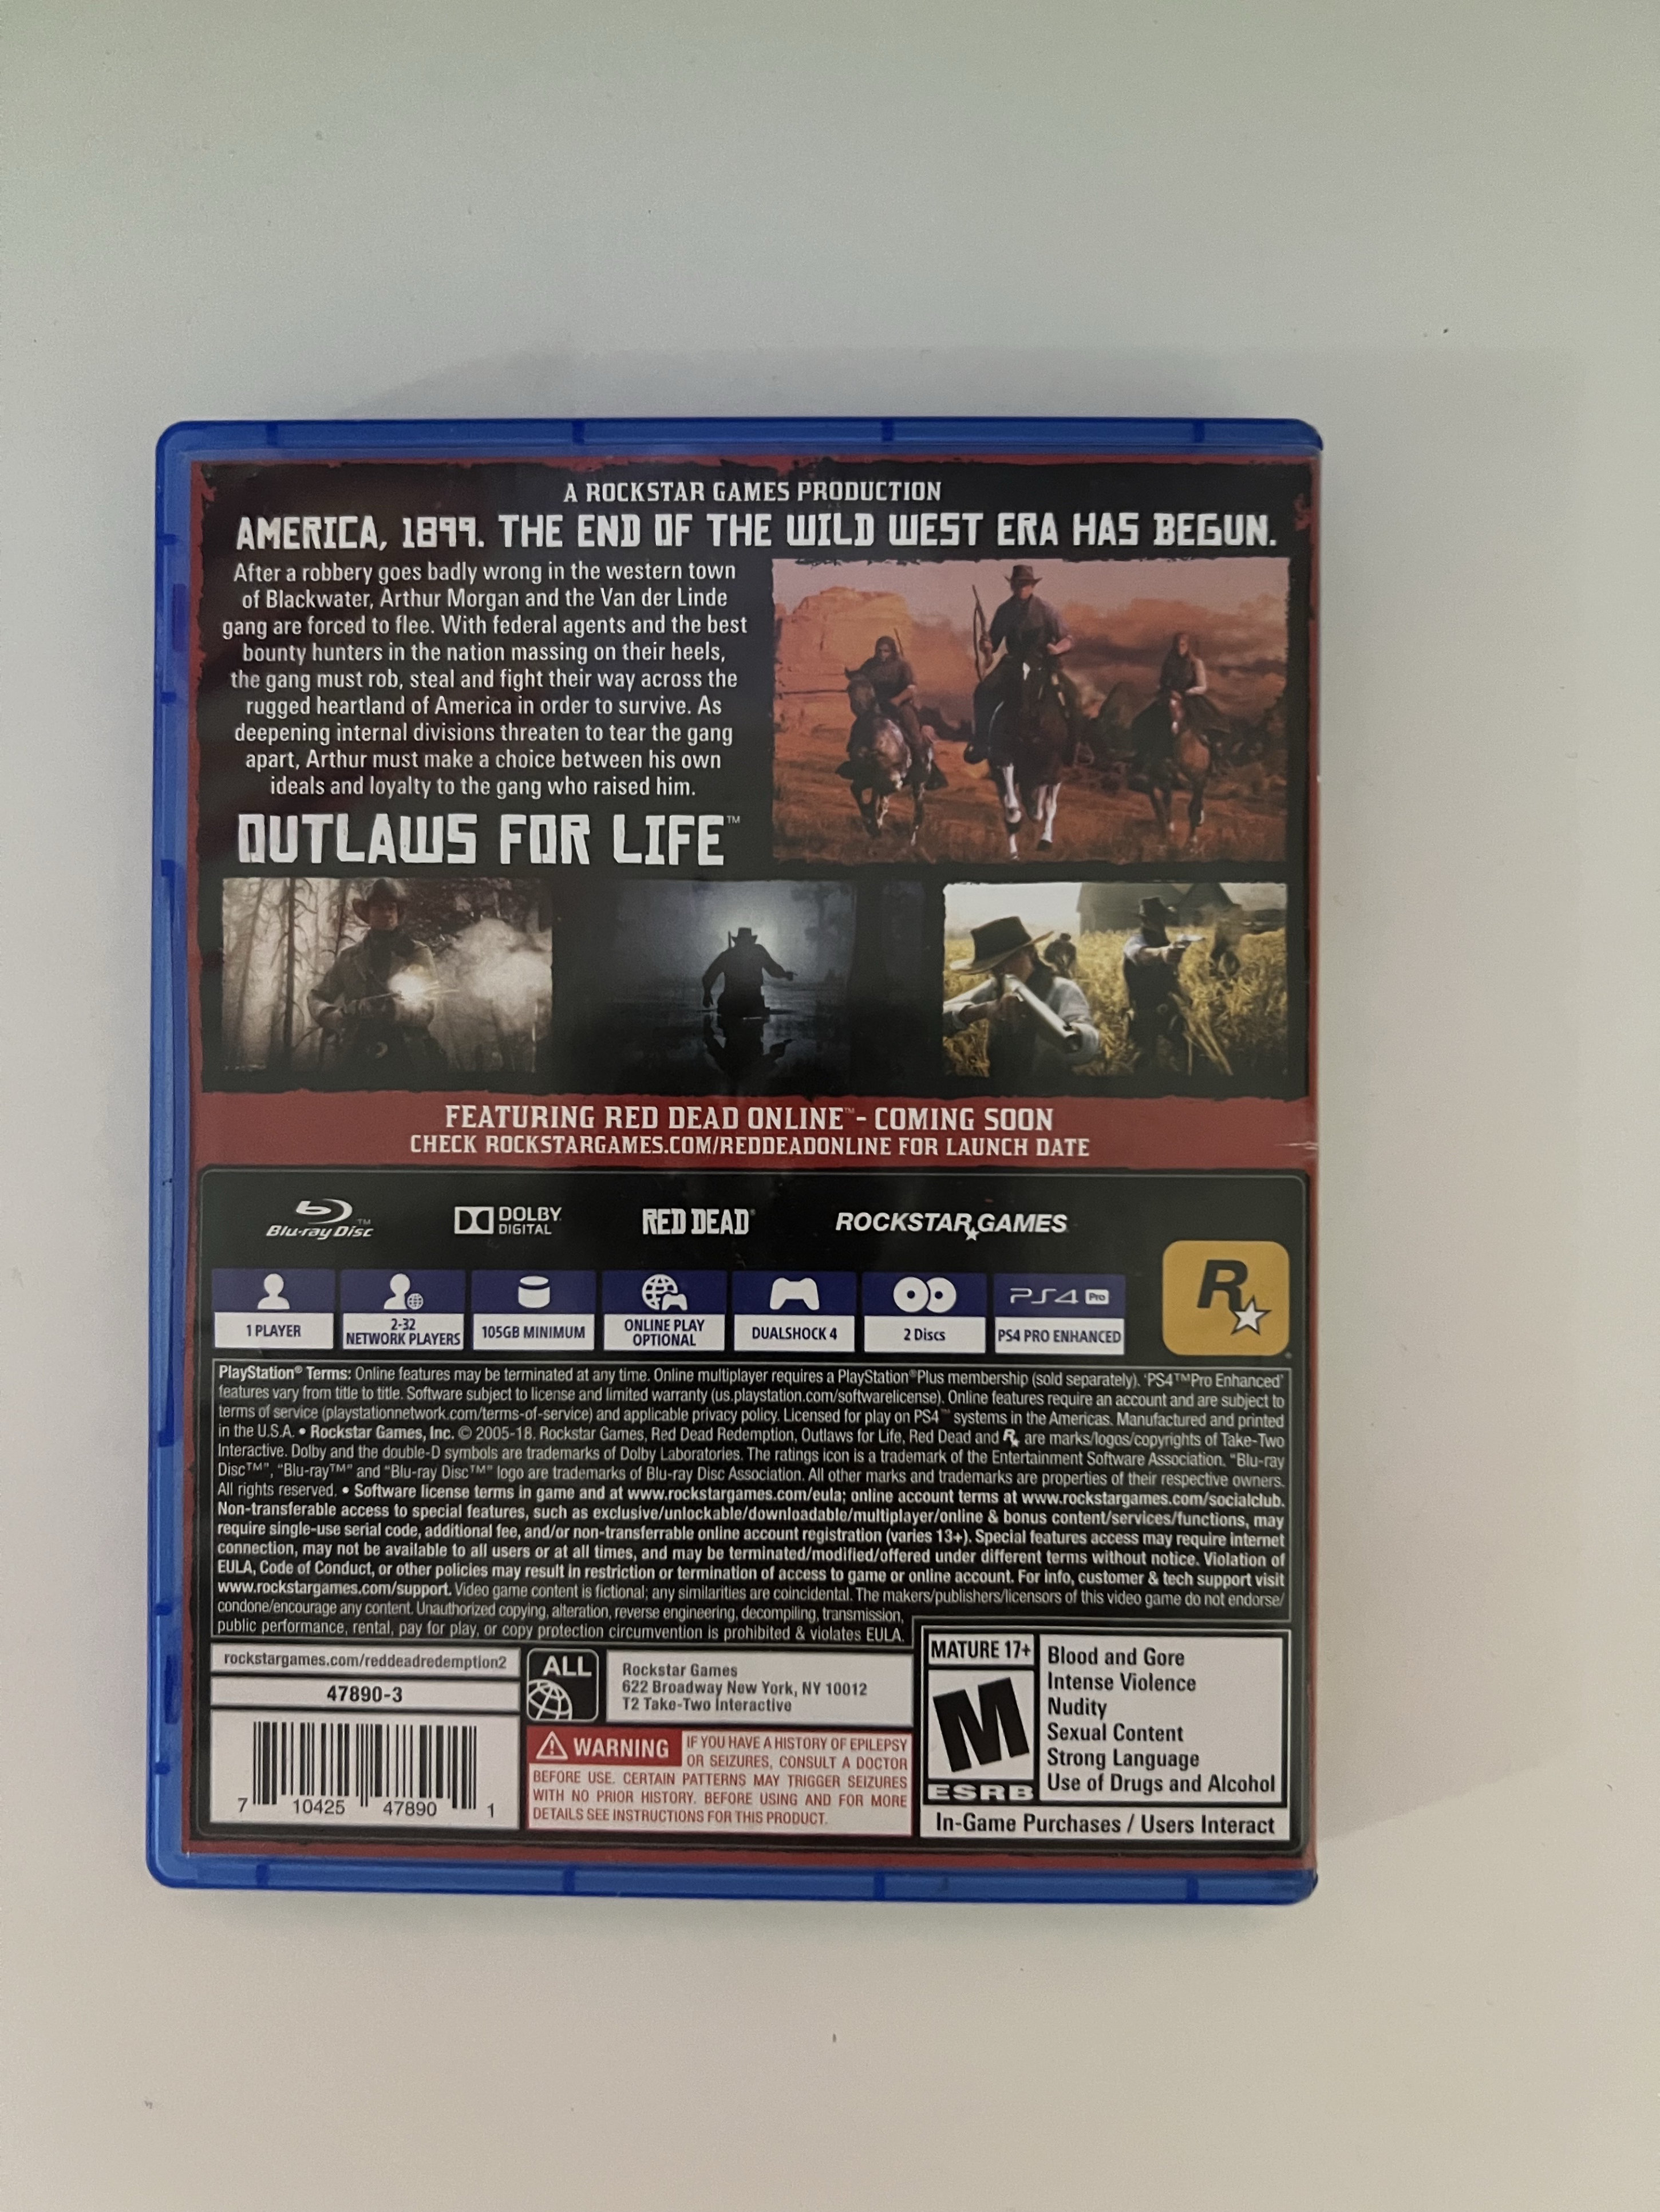 A ROCKSTAR GAMES PRODUCTION
AMERICA, 1899. THE END OF THE WILD WEST ERA HAS BEGUN.
After a robbery goes badly wrong in the western town
of Blackwater, Arthur Morgan and the Van der Linde
gang are forced to flee. With federal agents and the best
bounty hunters in the nation massing on their heels,
the gang must rob, steal and fight their way across the
rugged heartland of America in order to survive. As
deepening internal divisions threaten to tear the gang
apart, Arthur must make a choice between his own
ideals and loyalty to the gang who raised him.
OUTLAWS FOR LIFE™
FEATURING RED DEAD ONLINE™ - COMING SOON
CHECK ROCKSTARGAMES.COM/REDDEADONLINE FOR LAUNCH DATE
Blu-ray Disc™
DOLBY
DIGITAL
RED DEAD®
ROCKSTAR GAMES
R
1 PLAYER
2-32
NETWORK PLAYERS
105GB MINIMUM
ONLINE PLAY
OPTIONAL
DUALSHOCK 4
2 Discs
PS4 Pro
PS4 PRO ENHANCED
PlayStation® Terms: Online features may be terminated at any time. Online multiplayer requires a PlayStation®Plus membership (sold separately). 'PS4™Pro Enhanced'
features vary from title to title. Software subject to license and limited warranty (us.playstation.com/softwarelicense). Online features require an account and are subject to
terms of service (playstationnetwork.com/terms-of-service) and applicable privacy policy. Licensed for play on PS4™ systems in the Americas. Manufactured and printed
in the U.S.A. • Rockstar Games, Inc. © 2005-18. Rockstar Games, Red Dead Redemption, Outlaws for Life, Red Dead and R are marks/logos/copyrights of Take-Two
Interactive. Dolby and the double-D symbols are trademarks of Dolby Laboratories. The ratings icon is a trademark of the Entertainment Software Association. "Blu-ray
Disc™", "Blu-ray™" and "Blu-ray Disc™" logo are trademarks of Blu-ray Disc Association. All other marks and trademarks are properties of their respective owners.
All rights reserved. • Software license terms in game and at www.rockstargames.com/eula; online account terms at www.rockstargames.com/socialclub.
Non-transferable access to special features, such as exclusive/unlockable/downloadable/multiplayer/online & bonus content/services/functions, may
require single-use serial code, additional fee, and/or non-transferrable online account registration (varies 13+). Special features access may require internet
connection, may not be available to all users or at all times, and may be terminated/modified/offered under different terms without notice. Violation of
EULA, Code of Conduct, or other policies may result in restriction or termination of access to game or online account. For info, customer & tech support visit
www.rockstargames.com/support. Video game content is fictional; any similarities are coincidental. The makers/publishers/licensors of this video game do not endorse/
condone/encourage any content. Unauthorized copying, alteration, reverse engineering, decompiling, transmission,
public performance, rental, pay for play, or copy protection circumvention is prohibited & violates EULA.
rockstargames.com/reddeadredemption2
47890-3
7 10425 47890 1
ALL
Rockstar Games
622 Broadway New York, NY 10012
T2 Take-Two Interactive
WARNING IF YOU HAVE A HISTORY OF EPILEPSY
OR SEIZURES, CONSULT A DOCTOR
BEFORE USE. CERTAIN PATTERNS MAY TRIGGER SEIZURES
WITH NO PRIOR HISTORY. BEFORE USING AND FOR MORE
DETAILS SEE INSTRUCTIONS FOR THIS PRODUCT.
MATURE 17+
M
ESRB
Blood and Gore
Intense Violence
Nudity
Sexual Content
Strong Language
Use of Drugs and Alcohol
In-Game Purchases / Users Interact